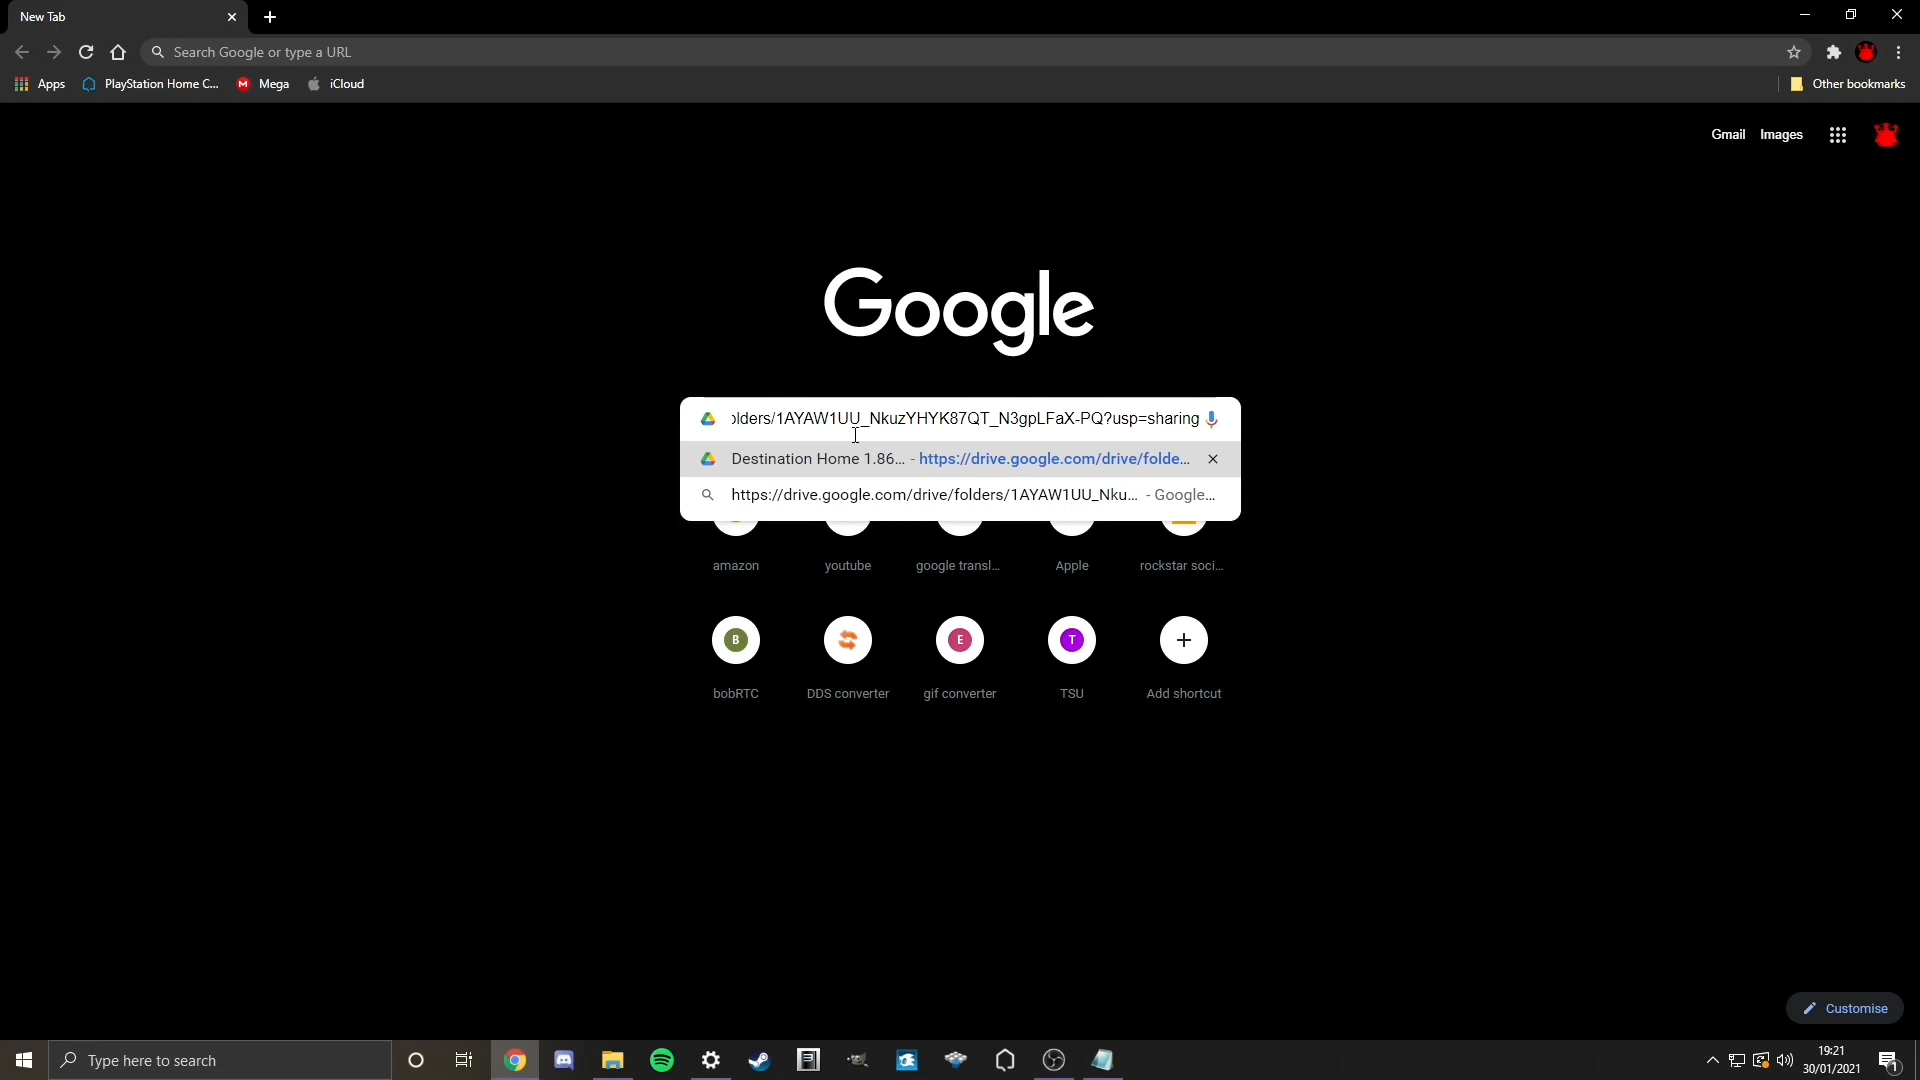 New Tab
Search Google or type a URL
Apps PlayStation Home C... Mega iCloud Other bookmarks
Gmail Images
Google
olders/1AYAW1UU_NkuzYHYK87QT_N3gpLFaX-PQ?usp=sharing
Destination Home 1.86... - https://drive.google.com/drive/folde...
https://drive.google.com/drive/folders/1AYAW1UU_Nku... - Google...
amazon youtube google transl... Apple rockstar soci...
B E T
bobRTC DDS converter gif converter TSU Add shortcut
Customise
Type here to search
19:21
30/01/2021
1